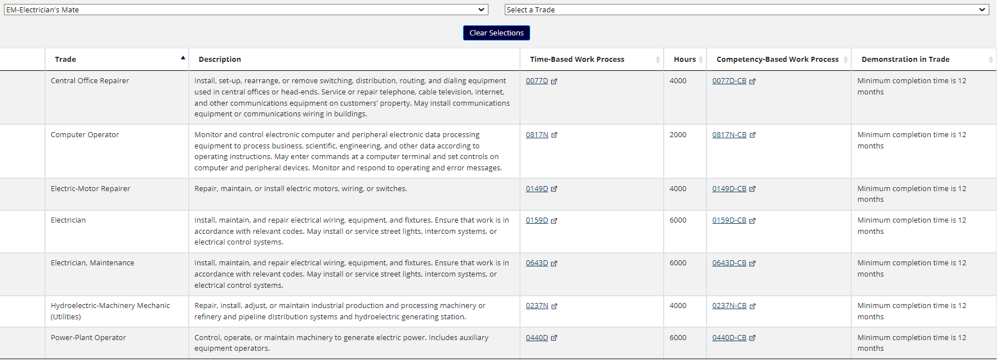 EM-Electrician's Mate
Select a Trade
Clear Selections
Trade
Description
Time-Based Work Process
Hours
Competency-Based Work Process
Demonstration in Trade
Central Office Repairer
Install, set-up, rearrange, or remove switching, distribution, routing, and dialing equipment
used in central offices or head-ends. Service or repair telephone, cable television, internet,
and other communications equipment on customers' property. May install communications
equipment or communications wiring in buildings.
0077D
4000
0077D-CB
Minimum completion time is 12
months
Computer Operator
Monitor and control electronic computer and peripheral electronic data processing
equipment to process business, scientific, engineering, and other data according to
operating instructions. May enter commands at a computer terminal and set controls on
computer and peripheral devices. Monitor and respond to operating and error messages.
0817N
2000
0817N-CB
Minimum completion time is 12
months
Electric-Motor Repairer
Repair, maintain, or install electric motors, wiring, or switches.
0149D
4000
0149D-CB
Minimum completion time is 12
months
Electrician
Install, maintain, and repair electrical wiring, equipment, and fixtures. Ensure that work is in
accordance with relevant codes. May install or service street lights, intercom systems, or
electrical control systems.
0159D
6000
0159D-CB
Minimum completion time is 12
months
Electrician, Maintenance
Install, maintain, and repair electrical wiring, equipment, and fixtures. Ensure that work is in
accordance with relevant codes. May install or service street lights, intercom systems, or
electrical control systems.
0643D
6000
0643D-CB
Minimum completion time is 12
months
Hydroelectric-Machinery Mechanic
(Utilities)
Repair, install, adjust, or maintain industrial production and processing machinery or
refinery and pipeline distribution systems and hydroelectric generating station.
0237N
4000
0237N-CB
Minimum completion time is 12
months
Power-Plant Operator
Control, operate, or maintain machinery to generate electric power. Includes auxiliary
equipment operators.
0440D
6000
0440D-CB
Minimum completion time is 12
months